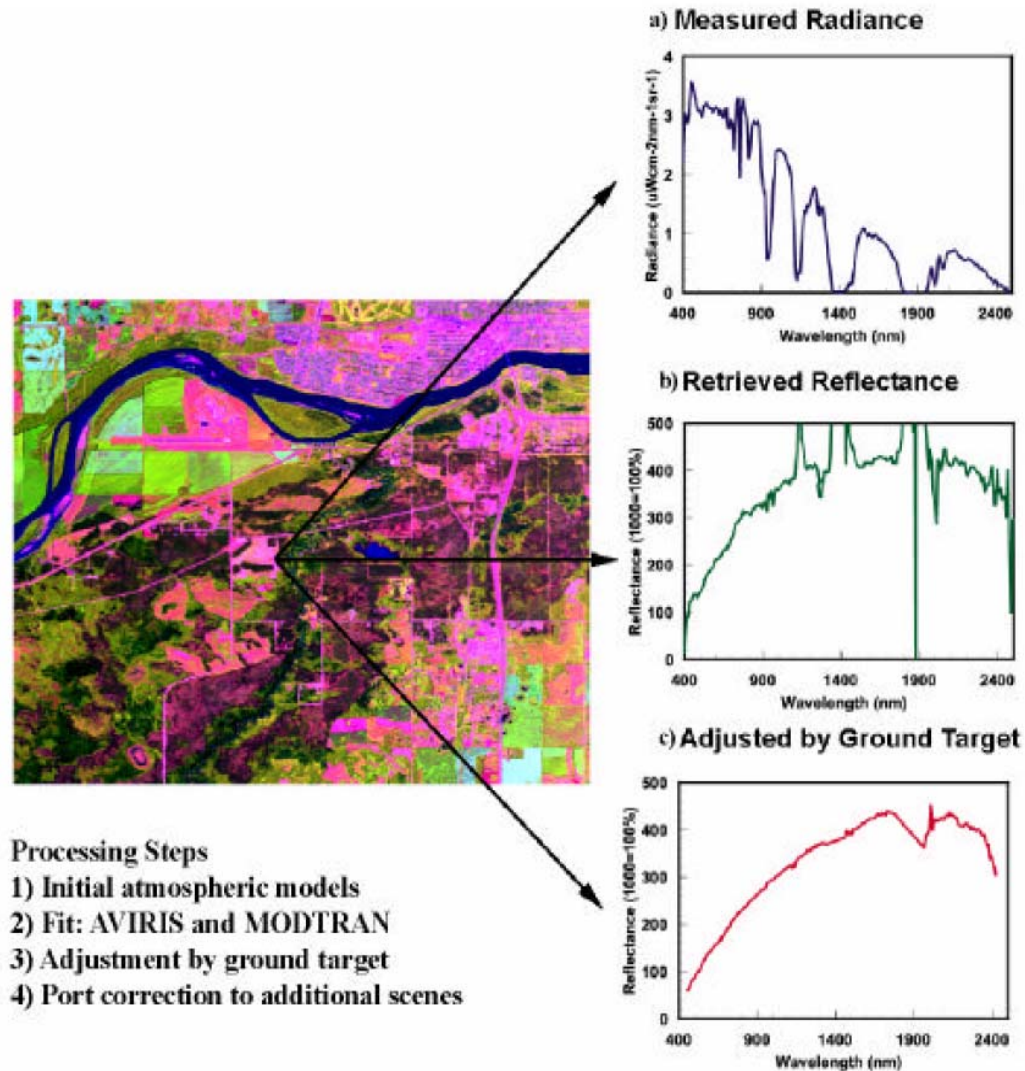 a) Measured Radiance
Radiance (uWcm-2nm-1sr-1)
4
3
2
1
0
400 900 1400 1900 2400
Wavelength (nm)
b) Retrieved Reflectance
Reflectance (1000=100%)
500
400
300
200
100
0
400 900 1400 1900 2400
Wavelength (nm)
c) Adjusted by Ground Target
Reflectance (1000=100%)
500
400
300
200
100
0
400 900 1400 1900 2400
Wavelength (nm)
Processing Steps
1) Initial atmospheric models
2) Fit: AVIRIS and MODTRAN
3) Adjustment by ground target
4) Port correction to additional scenes